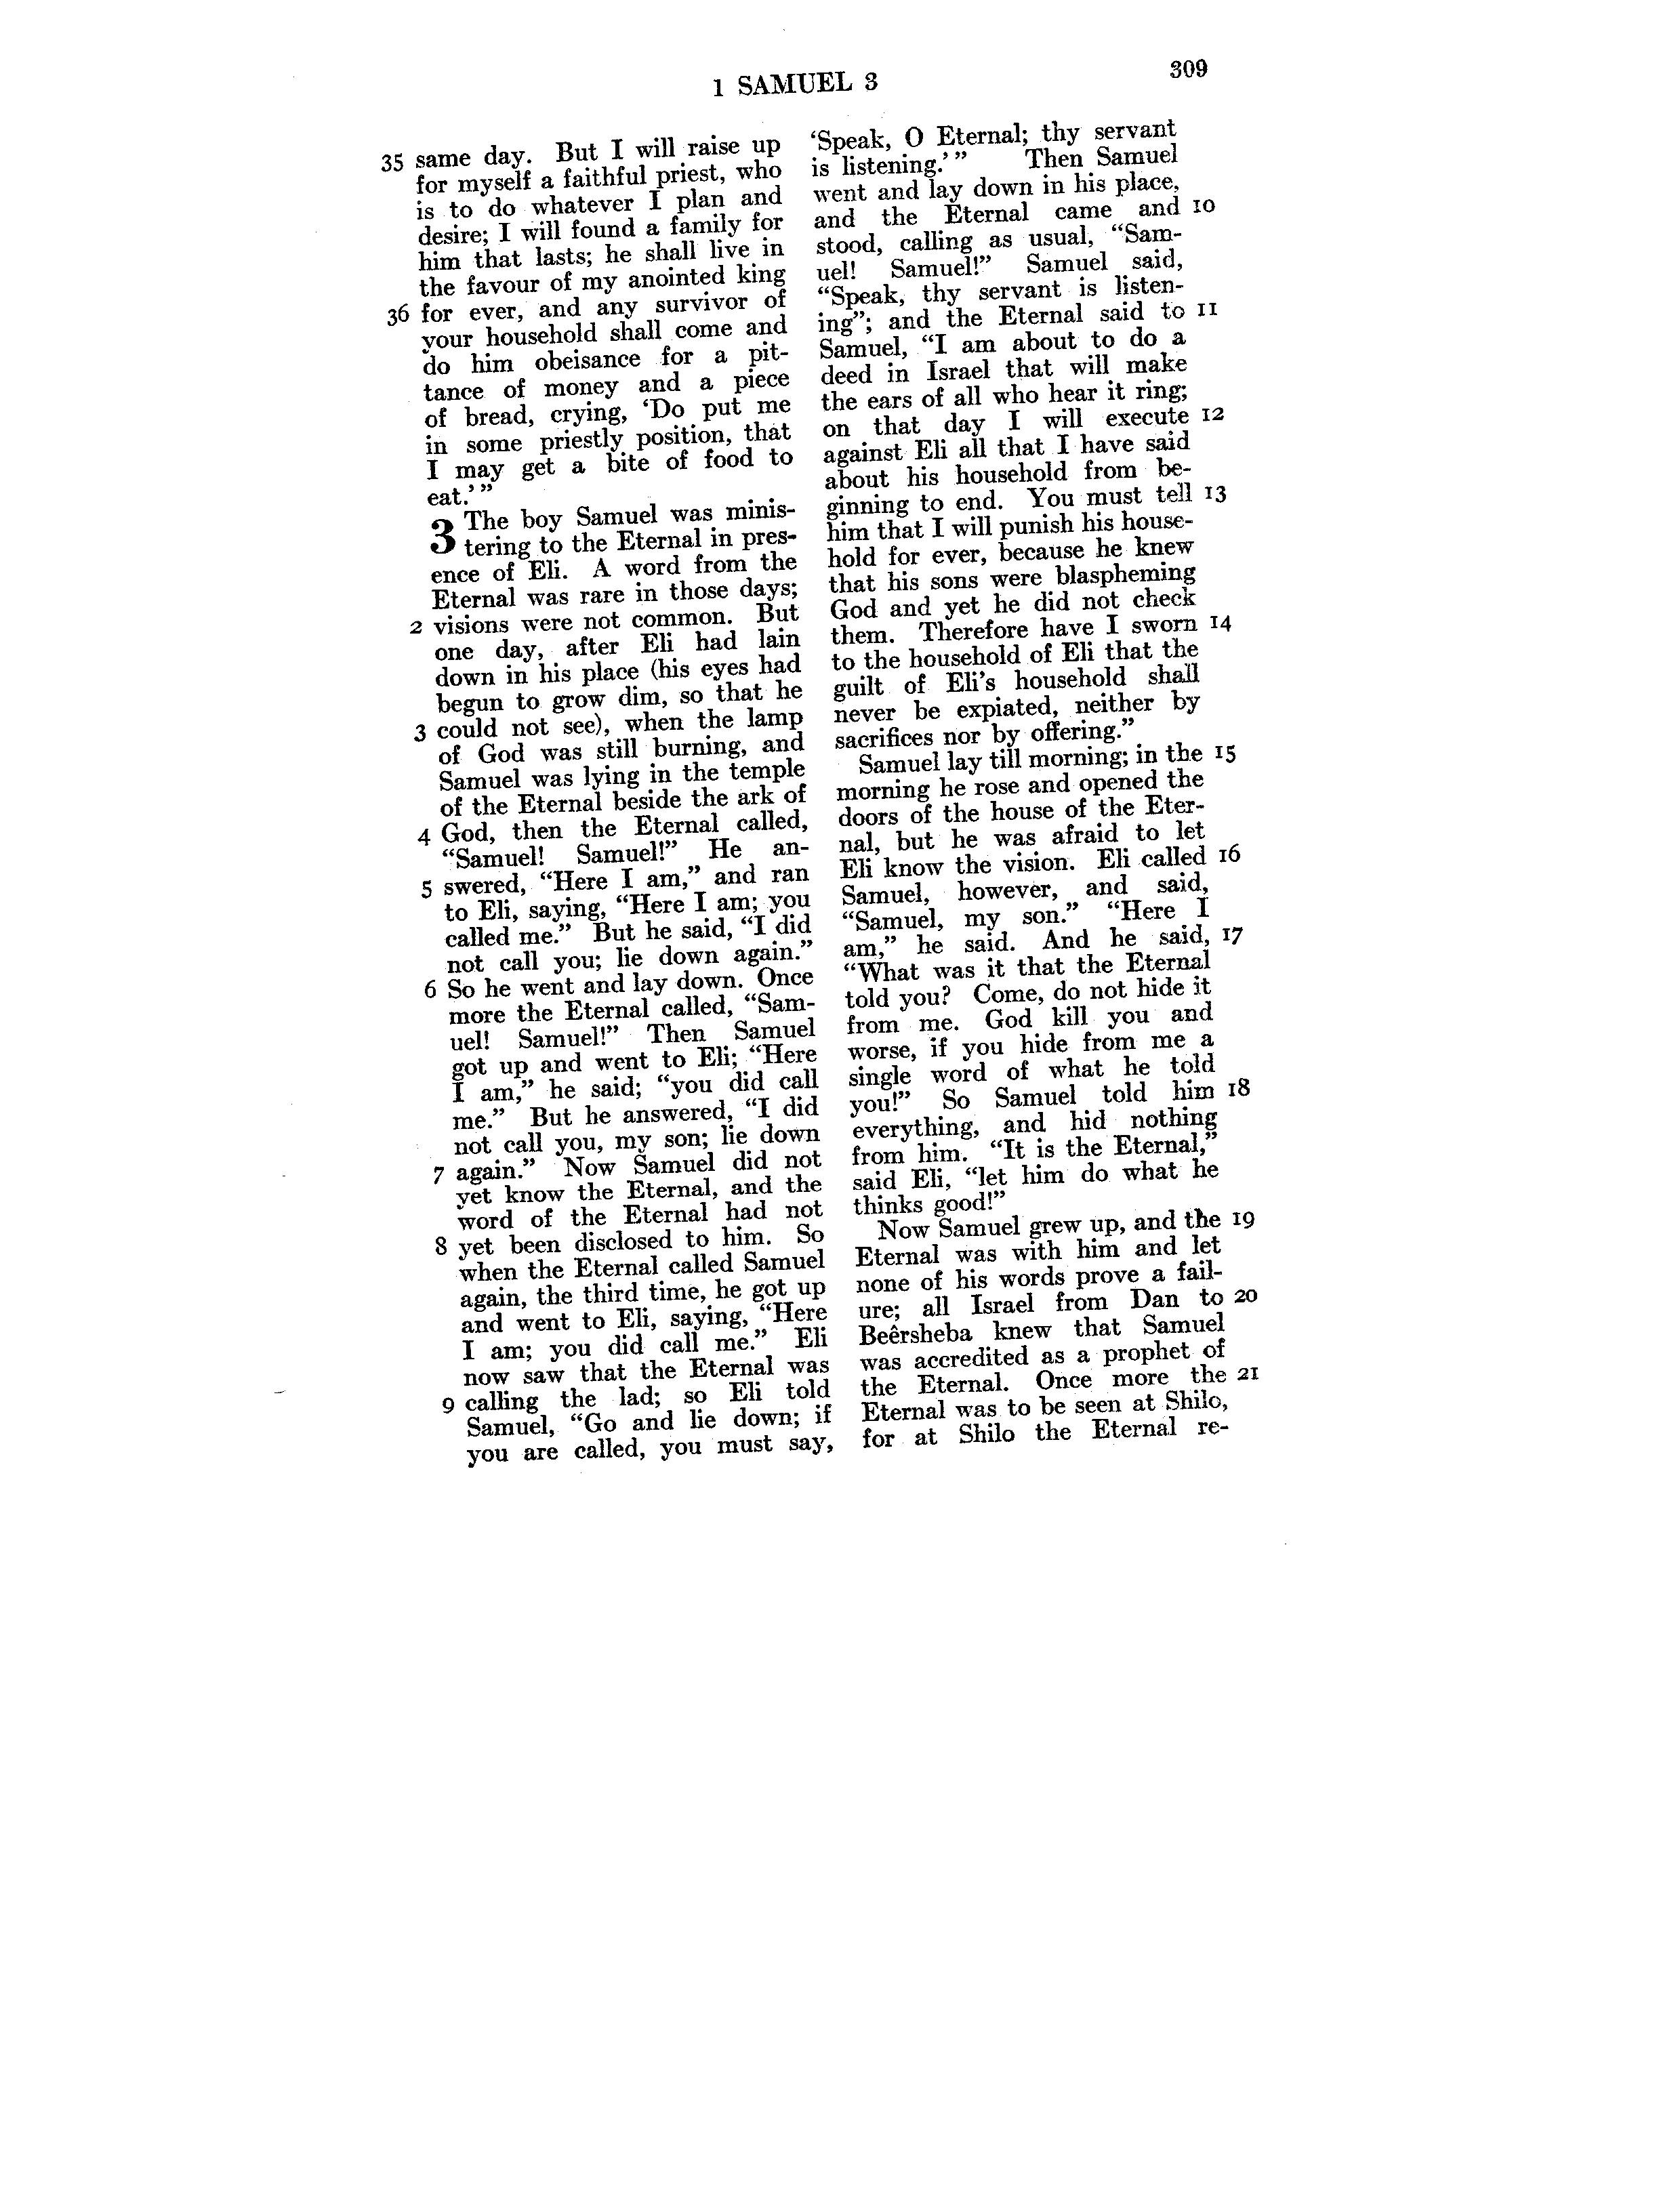 1 SAMUEL 3
309
35 same day. But I will raise up
for myself a faithful priest, who
is to do whatever I plan and
desire; I will found a family for
him that lasts; he shall live in
the favour of my anointed king
36 for ever, and any survivor of
your household shall come and
do him obeisance for a pit-
tance of money and a piece
of bread, crying, ‘Do put me
in some priestly position, that
I may get a bite of food to
eat.’”
3 The boy Samuel was minis-
tering to the Eternal in pres-
ence of Eli. A word from the
Eternal was rare in those days;
2 visions were not common. But
one day, after Eli had lain
down in his place (his eyes had
begun to grow dim, so that he
3 could not see), when the lamp
of God was still burning, and
Samuel was lying in the temple
of the Eternal beside the ark of
4 God, then the Eternal called,
“Samuel! Samuel!” He an-
5 swered, “Here I am,” and ran
to Eli, saying, “Here I am; you
called me.” But he said, “I did
not call you; lie down again.”
6 So he went and lay down. Once
more the Eternal called, “Sam-
uel! Samuel!” Then Samuel
got up and went to Eli; “Here
I am,” he said; “you did call
me.” But he answered, “I did
not call you, my son; lie down
7 again.” Now Samuel did not
yet know the Eternal, and the
word of the Eternal had not
8 yet been disclosed to him. So
when the Eternal called Samuel
again, the third time, he got up
and went to Eli, saying, “Here
I am; you did call me.” Eli
now saw that the Eternal was
9 calling the lad; so Eli told
Samuel, “Go and lie down; if
you are called, you must say,
‘Speak, O Eternal; thy servant
is listening.’” Then Samuel
went and lay down in his place,
and the Eternal came and 10
stood, calling as usual, “Sam-
uel! Samuel!” Samuel said,
“Speak, thy servant is listen-
ing”; and the Eternal said to 11
Samuel, “I am about to do a
deed in Israel that will make
the ears of all who hear it ring;
on that day I will execute 12
against Eli all that I have said
about his household from be-
ginning to end. You must tell 13
him that I will punish his house-
hold for ever, because he knew
that his sons were blaspheming
God and yet he did not check
them. Therefore have I sworn 14
to the household of Eli that the
guilt of Eli’s household shall
never be expiated, neither by
sacrifices nor by offering.”
Samuel lay till morning; in the 15
morning he rose and opened the
doors of the house of the Eter-
nal, but he was afraid to let
Eli know the vision. Eli called 16
Samuel, however, and said,
“Samuel, my son.” “Here I
am,” he said. And he said, 17
“What was it that the Eternal
told you? Come, do not hide it
from me. God kill you and
worse, if you hide from me a
single word of what he told
you!” So Samuel told him 18
everything, and hid nothing
from him. “It is the Eternal,”
said Eli, “let him do what he
thinks good!”
Now Samuel grew up, and the 19
Eternal was with him and let
none of his words prove a fail-
ure; all Israel from Dan to 20
Beêrsheba knew that Samuel
was accredited as a prophet of
the Eternal. Once more the 21
Eternal was to be seen at Shilo,
for at Shilo the Eternal re-